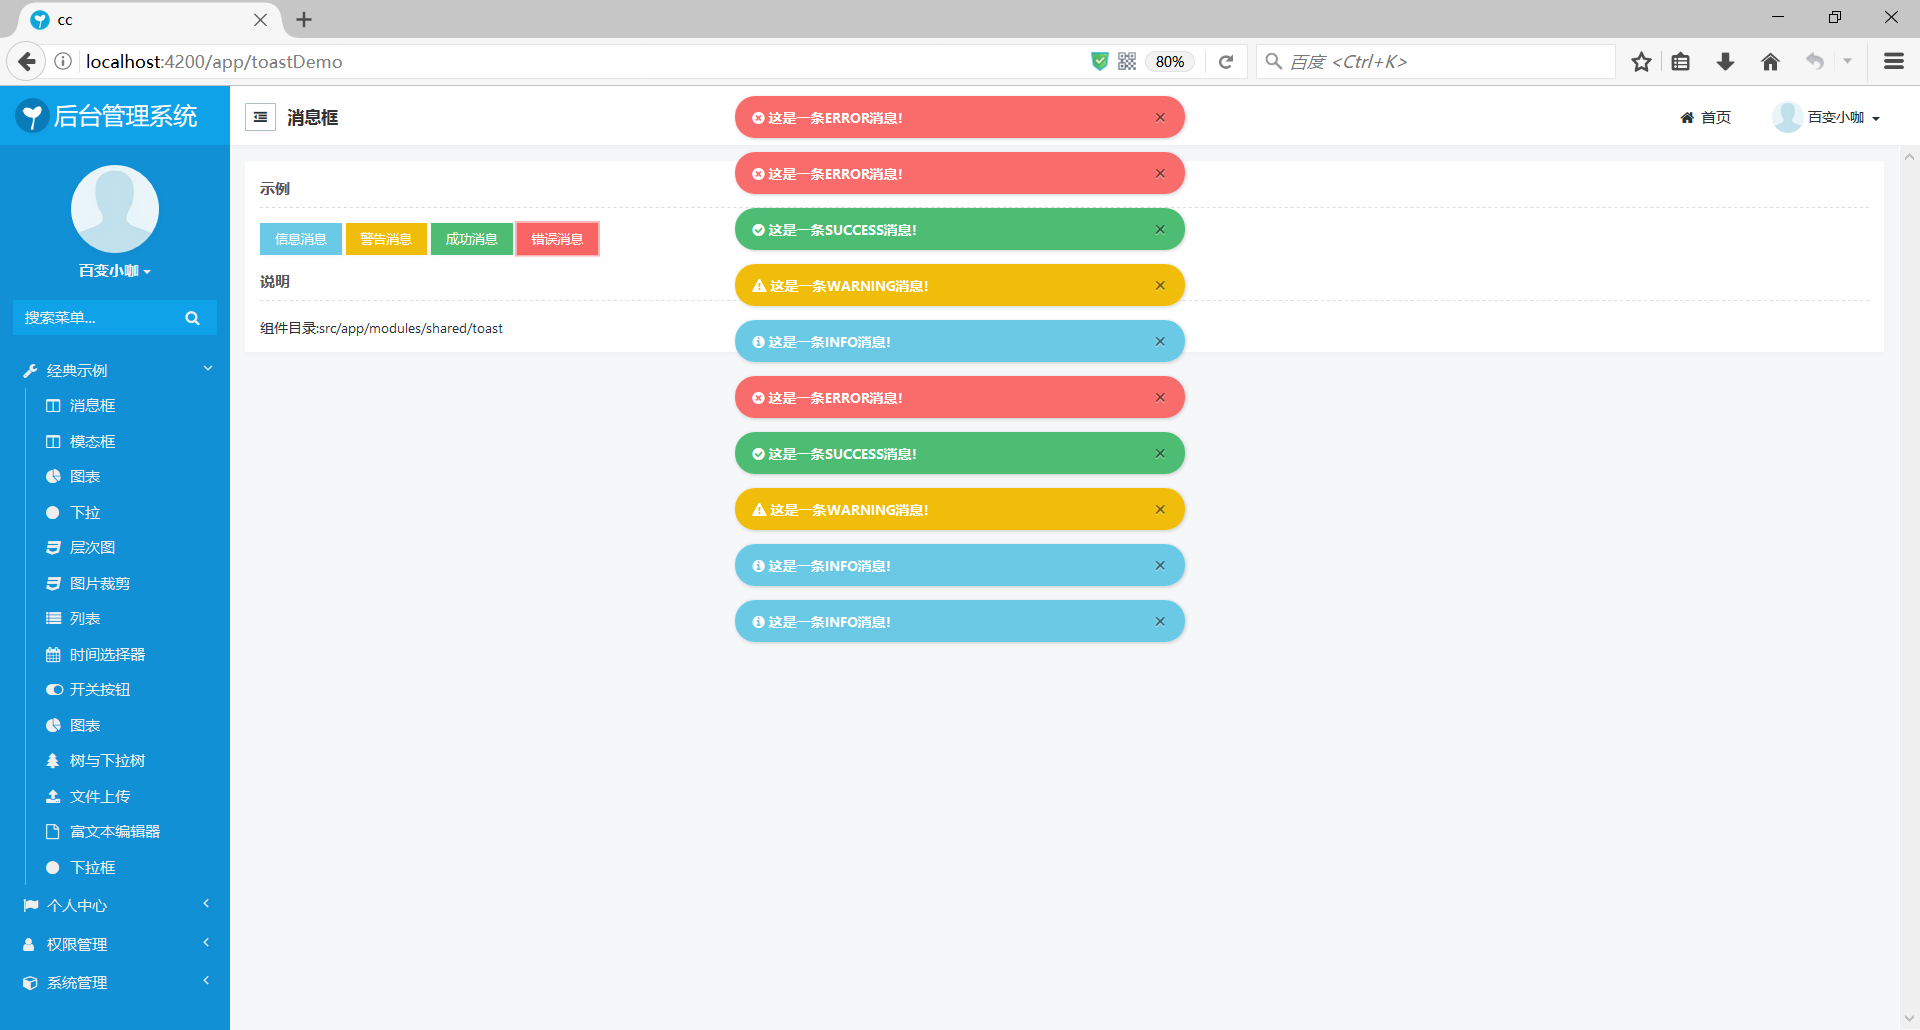 cc
localhost:4200/app/toastDemo
80%
百度 <Ctrl+K>
后台管理系统
消息框
首页
百变小咖
百变小咖
搜索菜单...
经典示例
消息框
模态框
图表
下拉
层次图
图片裁剪
列表
时间选择器
开关按钮
图表
树与下拉树
文件上传
富文本编辑器
下拉框
个人中心
权限管理
系统管理
示例
信息消息 警告消息 成功消息 错误消息
说明
组件目录:src/app/modules/shared/toast
这是一条ERROR消息!
这是一条ERROR消息!
这是一条SUCCESS消息!
这是一条WARNING消息!
这是一条INFO消息!
这是一条ERROR消息!
这是一条SUCCESS消息!
这是一条WARNING消息!
这是一条INFO消息!
这是一条INFO消息!